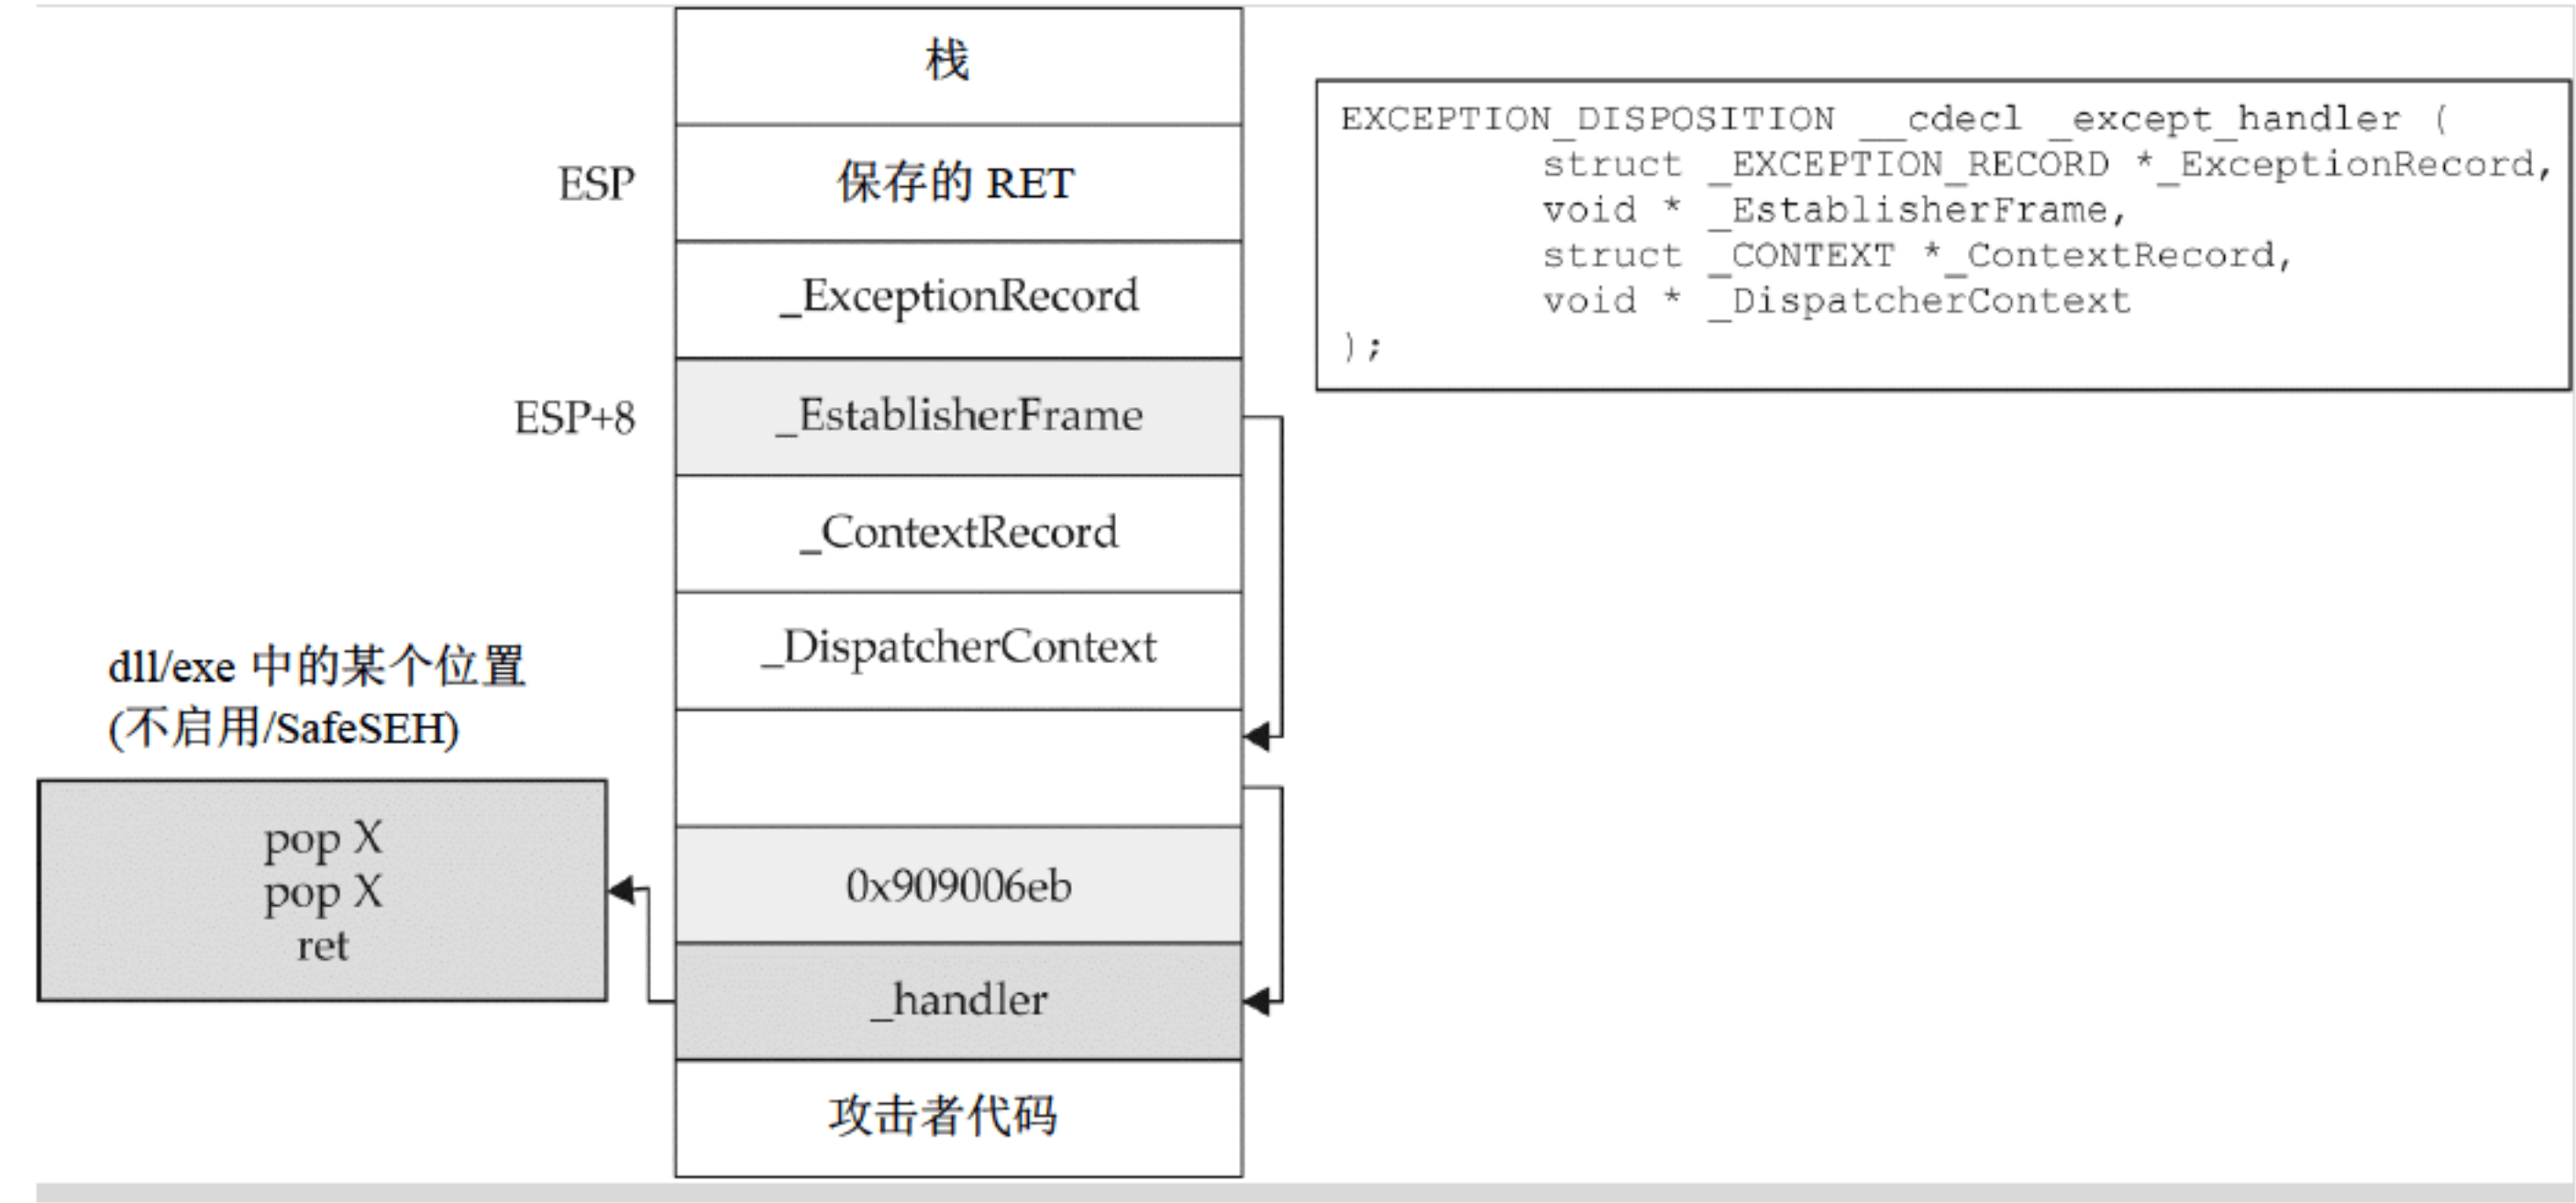 栈
ESP
保存的 RET
_ExceptionRecord
ESP+8
_EstablisherFrame
_ContextRecord
_DispatcherContext
0x909006eb
_handler
攻击者代码
dll/exe 中的某个位置
(不启用/SafeSEH)
pop X
pop X
ret
EXCEPTION_DISPOSITION __cdecl _except_handler (
struct _EXCEPTION_RECORD *_ExceptionRecord,
void * _EstablisherFrame,
struct _CONTEXT *_ContextRecord,
void * _DispatcherContext
);